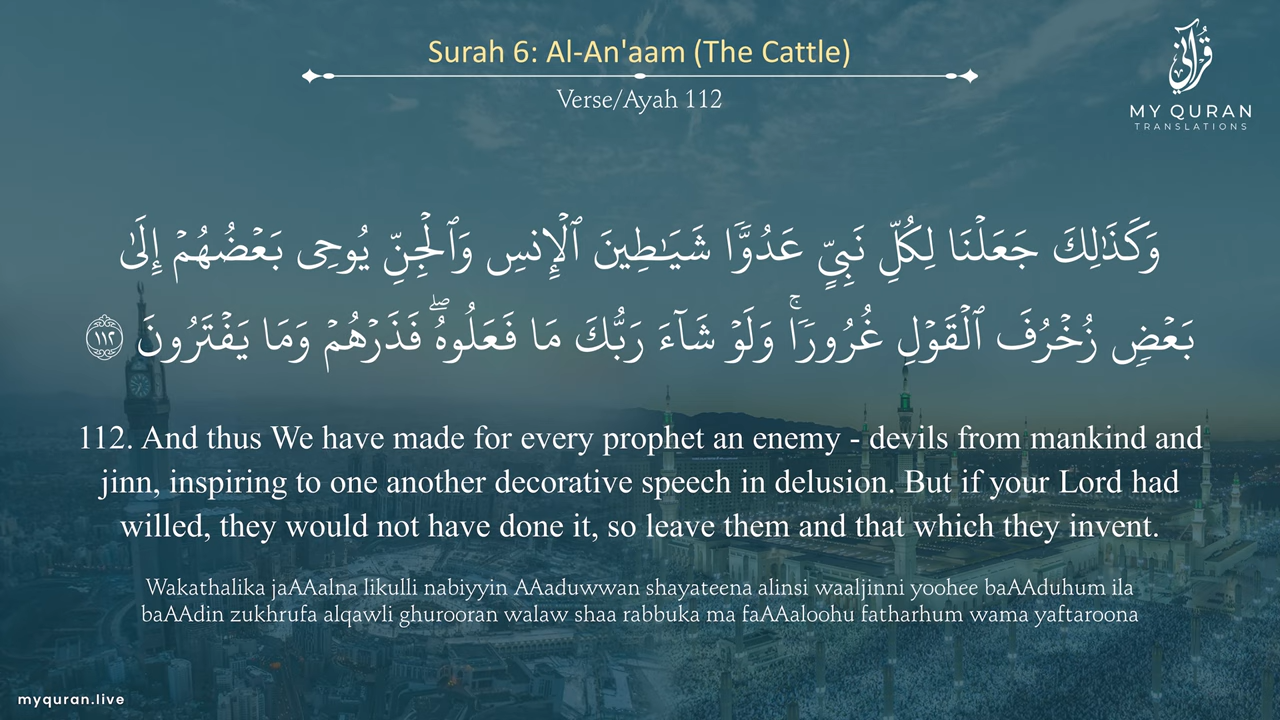 Surah 6: Al-An'aam (The Cattle)
Verse/Ayah 112
قُرْآنِي
MY QURAN
TRANSLATIONS
وَكَذَٰلِكَ جَعَلْنَا لِكُلِّ نَبِيٍّ عَدُوًّا شَيَـٰطِينَ ٱلْإِنسِ وَٱلْجِنِّ يُوحِى بَعْضُهُمْ إِلَىٰ
بَعْضٍ زُخْرُفَ ٱلْقَوْلِ غُرُورًا ۚ وَلَوْ شَآءَ رَبُّكَ مَا فَعَلُوهُ ۖ فَذَرْهُمْ وَمَا يَفْتَرُونَ ١١٢
112. And thus We have made for every prophet an enemy - devils from mankind and
jinn, inspiring to one another decorative speech in delusion. But if your Lord had
willed, they would not have done it, so leave them and that which they invent.
Wakathalika jaAAalna likulli nabiyyin AAaduwwan shayateena alinsi waaljinni yoohee baAAduhum ila
baAAdin zukhrufa alqawli ghurooran walaw shaa rabbuka ma faAAaloohu fatharhum wama yaftaroona
myquran.live